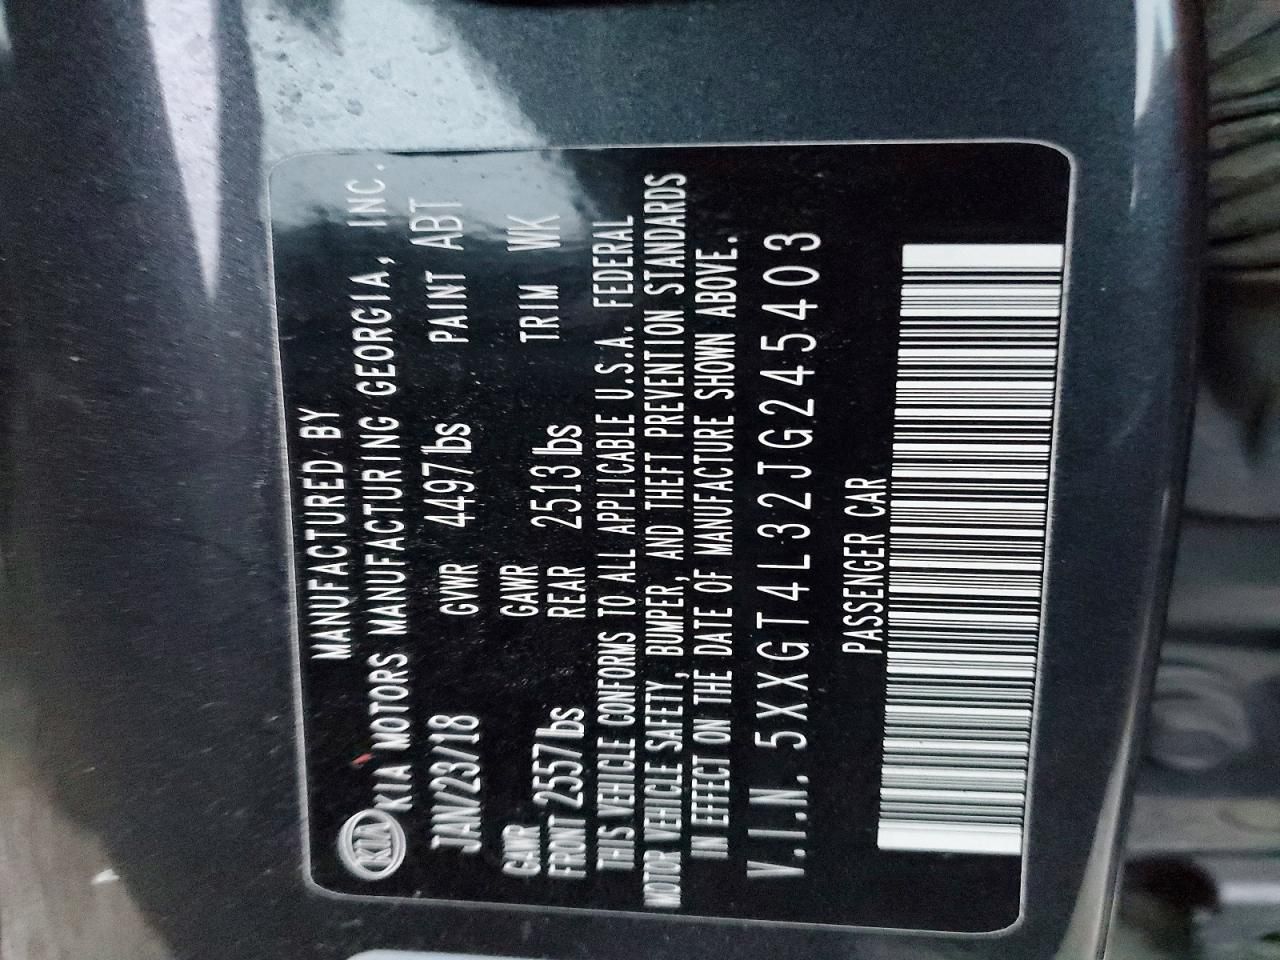 KIA
MANUFACTURED BY
KIA MOTORS MANUFACTURING GEORGIA, INC.
JAN/23/18 GVWR 4497lbs PAINT ABT
GAWR GAWR
FRONT 2557lbs REAR 2513lbs TRIM WK
THIS VEHICLE CONFORMS TO ALL APPLICABLE U.S.A. FEDERAL
MOTOR VEHICLE SAFETY, BUMPER, AND THEFT PREVENTION STANDARDS
IN EFFECT ON THE DATE OF MANUFACTURE SHOWN ABOVE.
V.I.N. 5XXGT4L32JG245403
PASSENGER CAR